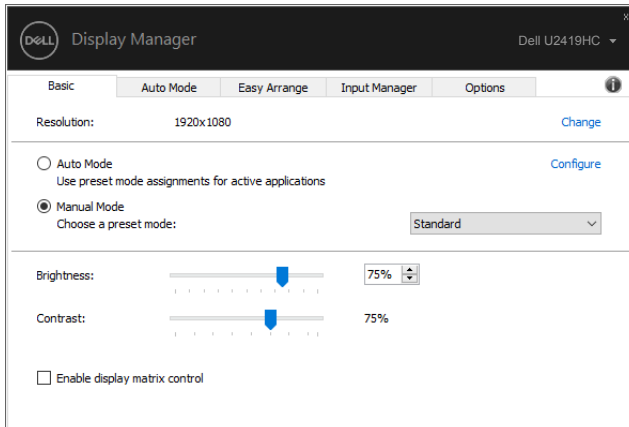 x
DELL Display Manager Dell U2419HC
Basic Auto Mode Easy Arrange Input Manager Options i
Resolution: 1920x1080 Change
Auto Mode Configure
Use preset mode assignments for active applications
Manual Mode
Choose a preset mode: Standard
Brightness: 75%
Contrast: 75%
Enable display matrix control